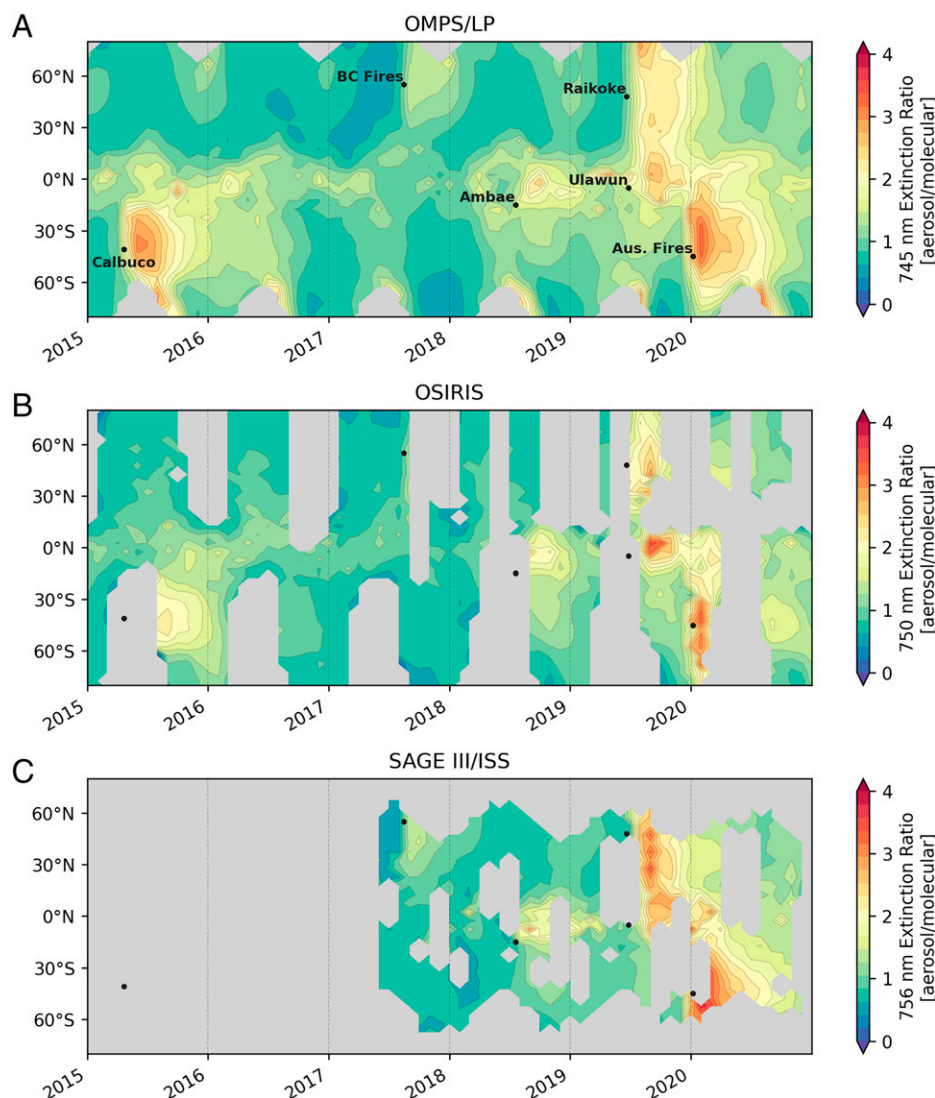 A
OMPS/LP
60°N
30°N
0°N
30°S
60°S
BC Fires
Raikoke
Ulawun
Ambae
Aus. Fires
Calbuco
2015
2016
2017
2018
2019
2020
4
3
2
1
0
745 nm Extinction Ratio
[aerosol/molecular]
B
OSIRIS
60°N
30°N
0°N
30°S
60°S
2015
2016
2017
2018
2019
2020
4
3
2
1
0
750 nm Extinction Ratio
[aerosol/molecular]
C
SAGE III/ISS
60°N
30°N
0°N
30°S
60°S
2015
2016
2017
2018
2019
2020
4
3
2
1
0
756 nm Extinction Ratio
[aerosol/molecular]